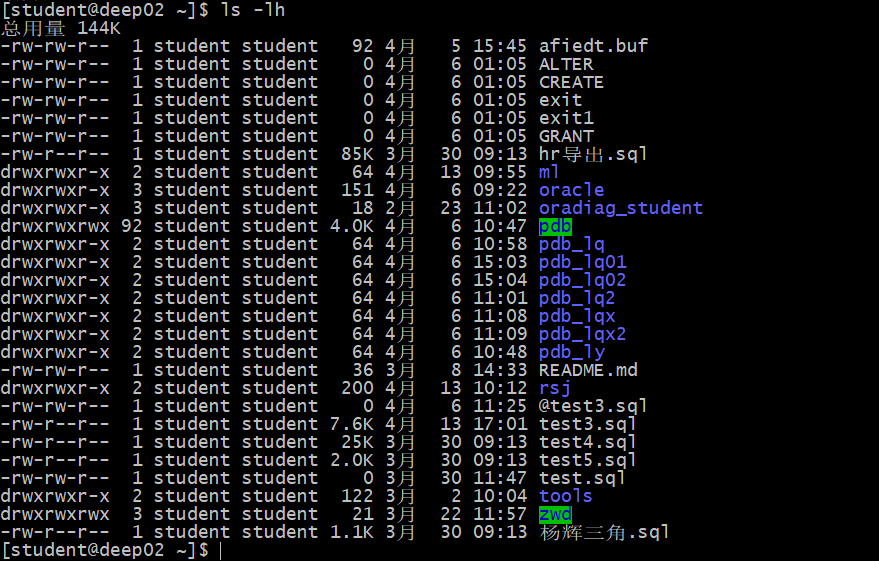 [student@deep02 ~]$ ls -lh
总用量 144K
-rw-rw-r--  1 student student   92 4月   5 15:45 afiedt.buf
-rw-rw-r--  1 student student    0 4月   6 01:05 ALTER
-rw-rw-r--  1 student student    0 4月   6 01:05 CREATE
-rw-rw-r--  1 student student    0 4月   6 01:05 exit
-rw-rw-r--  1 student student    0 4月   6 01:05 exit1
-rw-rw-r--  1 student student    0 4月   6 01:05 GRANT
-rw-r--r--  1 student student  85K 3月  30 09:13 hr导出.sql
drwxrwxr-x  2 student student   64 4月  13 09:55 ml
drwxrwxr-x  3 student student  151 4月   6 09:22 oracle
drwxrwxr-x  3 student student   18 2月  23 11:02 oradiag_student
drwxrwxrwx 92 student student 4.0K 4月   6 10:47 pdb
drwxrwxr-x  2 student student   64 4月   6 10:58 pdb_lq
drwxrwxr-x  2 student student   64 4月   6 15:03 pdb_lq01
drwxrwxr-x  2 student student   64 4月   6 15:04 pdb_lq02
drwxrwxr-x  2 student student   64 4月   6 11:01 pdb_lq2
drwxrwxr-x  2 student student   64 4月   6 11:08 pdb_lqx
drwxrwxr-x  2 student student   64 4月   6 11:09 pdb_lqx2
drwxrwxr-x  2 student student   64 4月   6 10:48 pdb_ly
-rw-rw-r--  1 student student   36 3月   8 14:33 README.md
drwxrwxr-x  2 student student  200 4月  13 10:12 rsj
-rw-rw-r--  1 student student    0 4月   6 11:25 @test3.sql
-rw-r--r--  1 student student 7.6K 4月  13 17:01 test3.sql
-rw-r--r--  1 student student  25K 3月  30 09:13 test4.sql
-rw-r--r--  1 student student 2.0K 3月  30 09:13 test5.sql
-rw-rw-r--  1 student student    0 3月  30 11:47 test.sql
drwxrwxr-x  2 student student  122 3月   2 10:04 tools
drwxrwxrwx  3 student student   21 3月  22 11:57 zwd
-rw-r--r--  1 student student 1.1K 3月  30 09:13 杨辉三角.sql
[student@deep02 ~]$